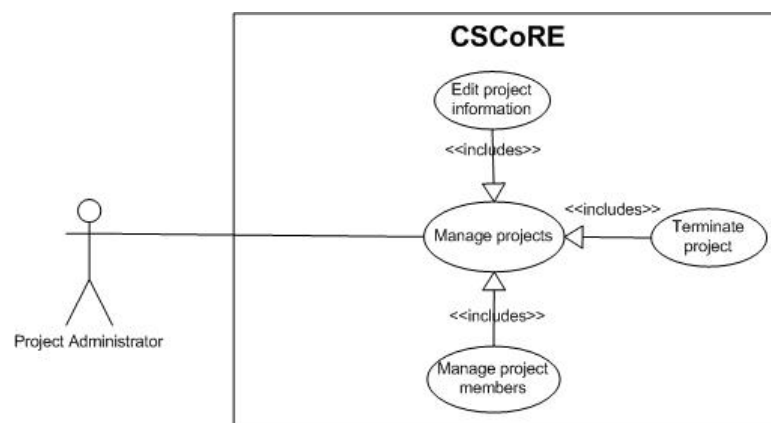 CSCoRE
Edit project
information
<<includes>>
<<includes>>
Manage projects
Terminate
project
<<includes>>
Project Administrator
Manage project
members